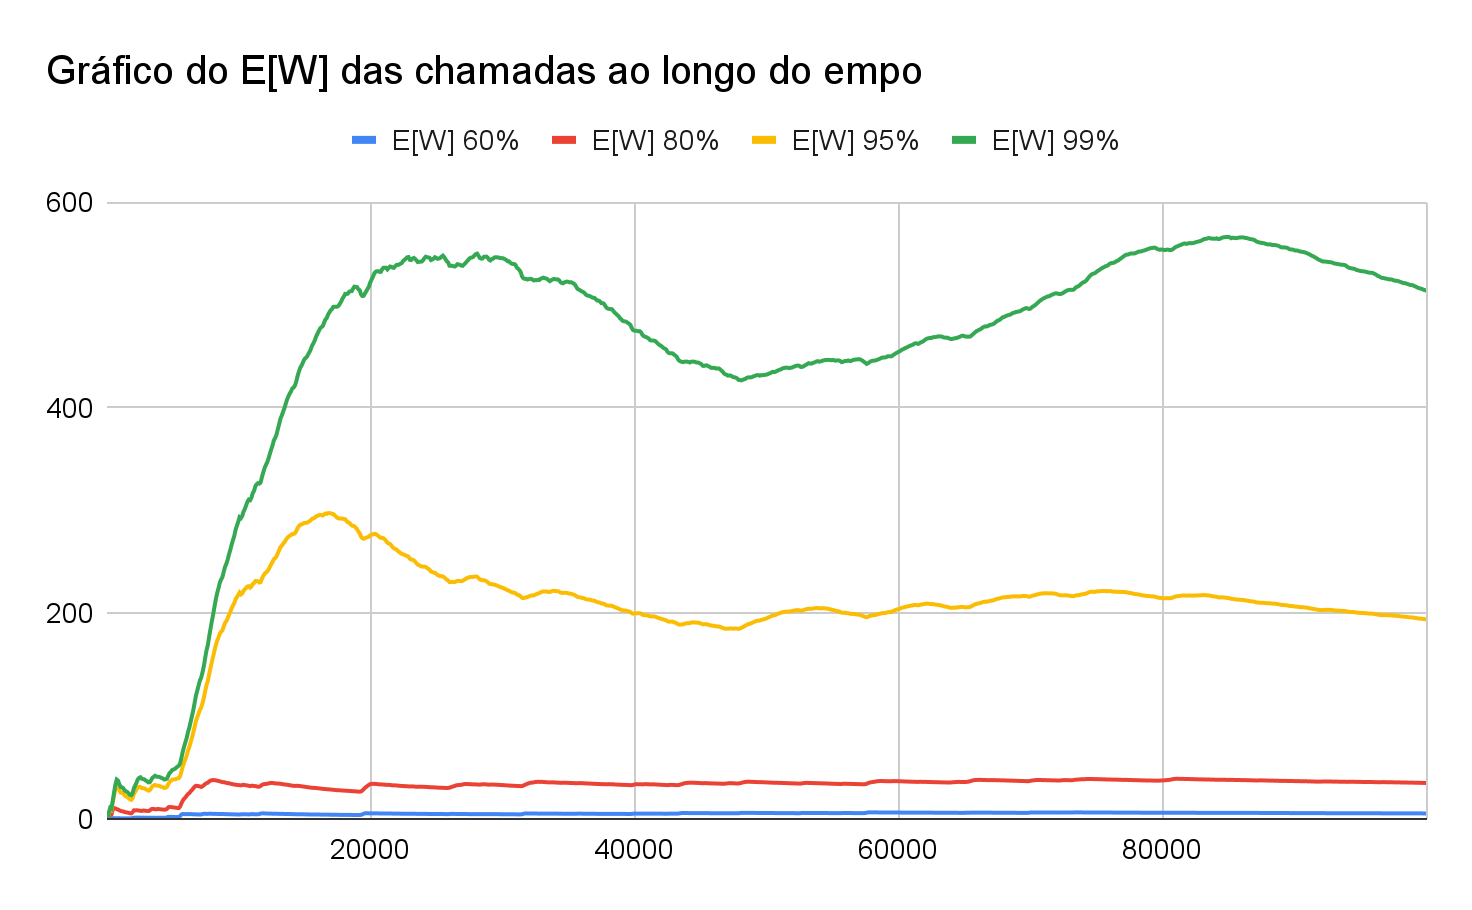 Gráfico do E[W] das chamadas ao longo do empo
E[W] 60% E[W] 80% E[W] 95% E[W] 99%
600
400
200
0
20000 40000 60000 80000